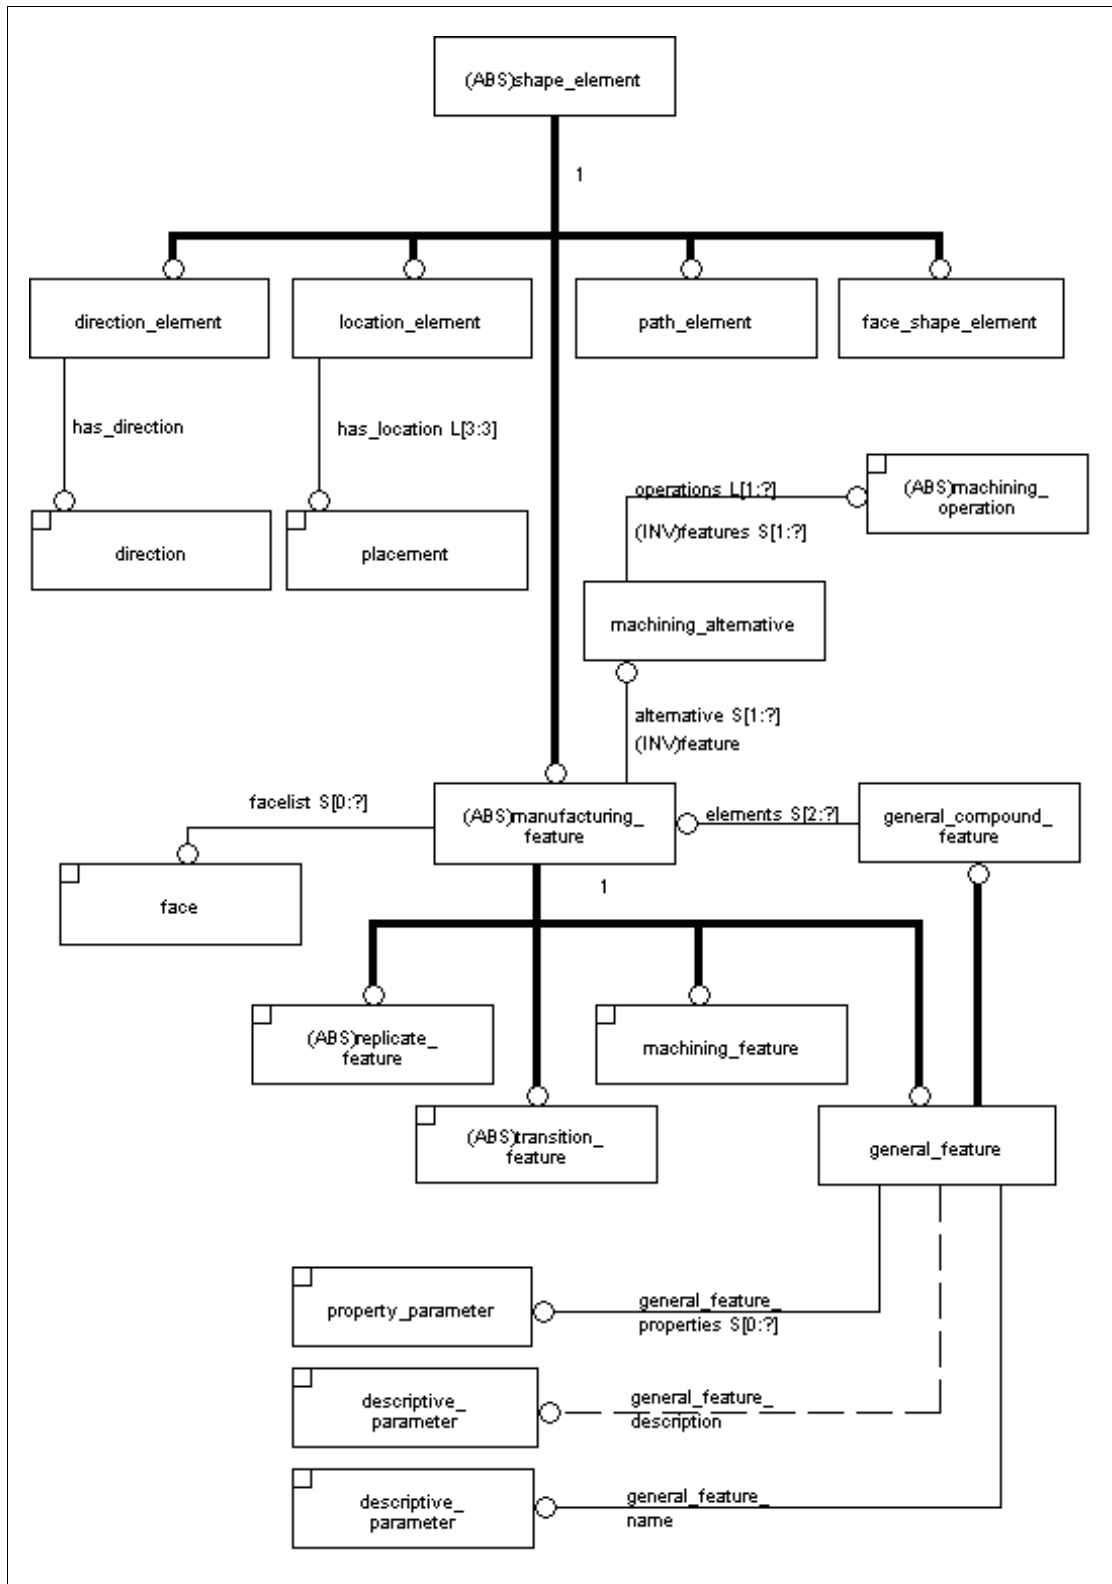 (ABS)shape_element
1
direction_element
location_element
path_element
face_shape_element
has_direction
has_location L[3:3]
operations L[1:?]
(INV)features S[1:?]
(ABS)machining_
operation
direction
placement
machining_alternative
alternative S[1:?]
(INV)feature
facelist S[0:?]
(ABS)manufacturing_
feature
elements S[2:?]
general_compound_
feature
face
1
(ABS)replicate_
feature
machining_feature
(ABS)transition_
feature
general_feature
property_parameter
general_feature_
properties S[0:?]
descriptive_
parameter
general_feature_
description
descriptive_
parameter
general_feature_
name